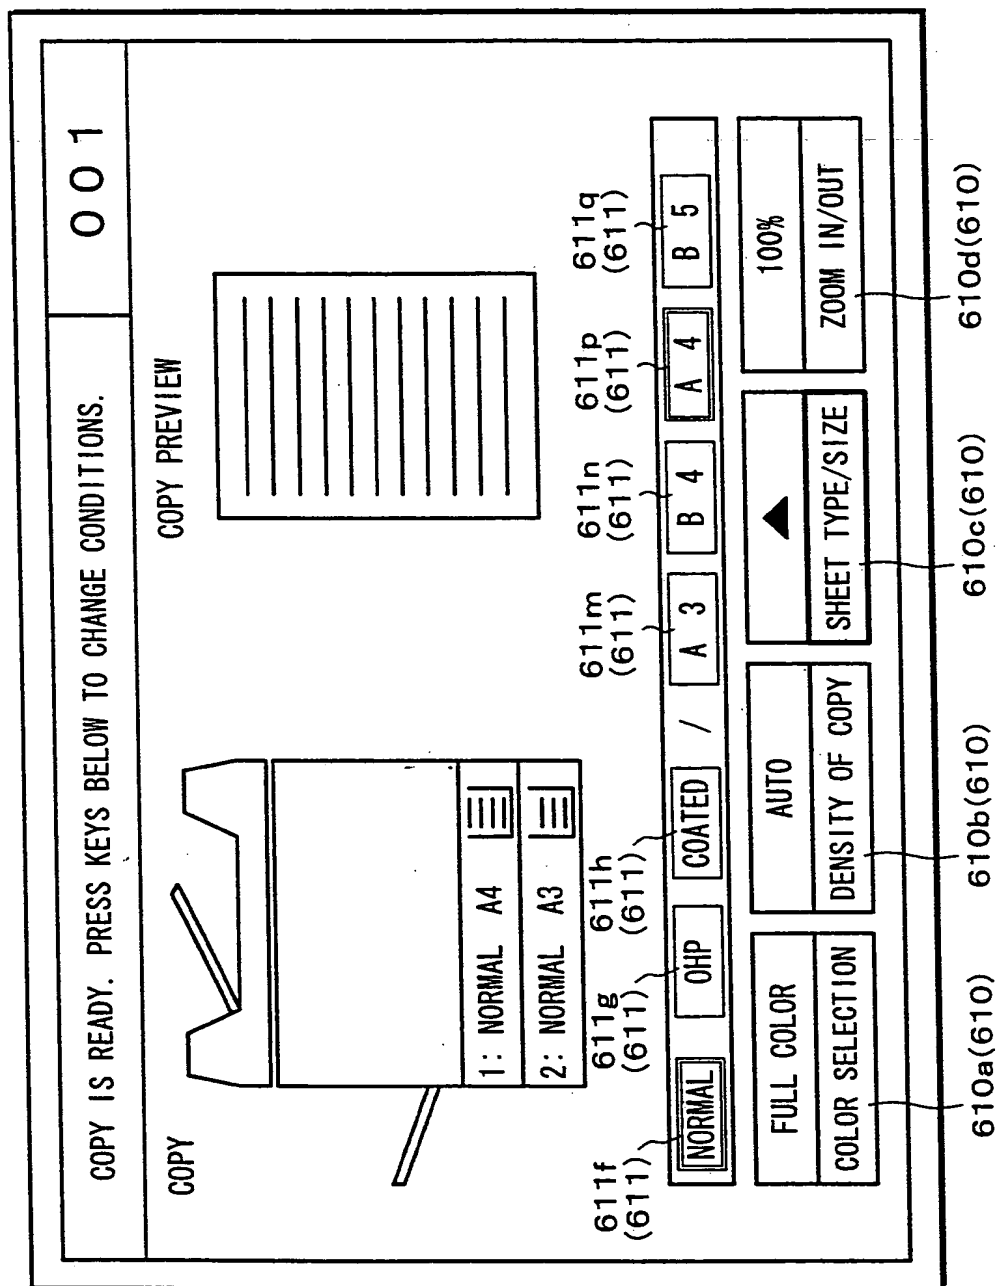 COPY IS READY. PRESS KEYS BELOW TO CHANGE CONDITIONS.
001
COPY
COPY PREVIEW
1: NORMAL A4
2: NORMAL A3
611f
(611)
611g
(611)
611h
(611)
611m
(611)
611n
(611)
611p
(611)
611q
(611)
NORMAL
OHP
COATED
/
A 3
B 4
A 4
B 5
FULL COLOR
AUTO
100%
COLOR SELECTION
DENSITY OF COPY
SHEET TYPE/SIZE
ZOOM IN/OUT
610a(610)
610b(610)
610c(610)
610d(610)